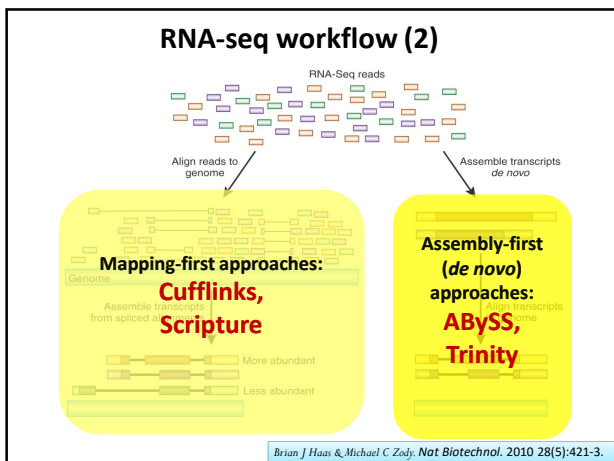 RNA-seq workflow (2)
RNA-Seq reads
Align reads to
genome
Assemble transcripts
de novo
Mapping-first approaches:
Cufflinks,
Scripture
Genome
Assemble transcripts
from spliced alignments
More abundant
Less abundant
Assembly-first
(de novo)
approaches:
ABySS,
Trinity
Align transcripts
to genome
Brian J Haas & Michael C Zody. Nat Biotechnol. 2010 28(5):421-3.